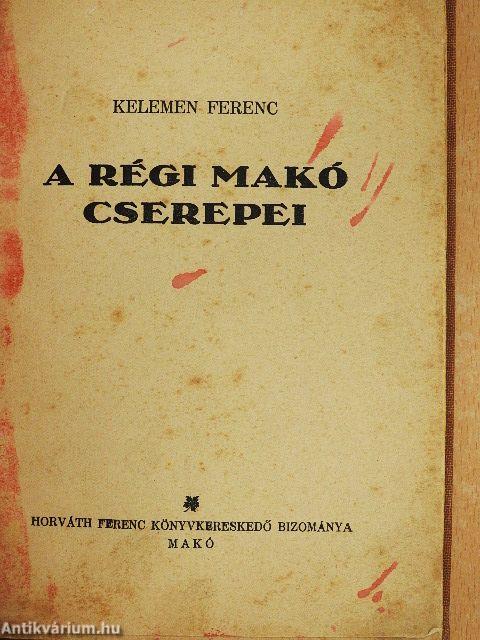 KELEMEN FERENC
A RÉGI MAKÓ
CSEREPEI
HORVÁTH FERENC KÖNYVKERESKEDŐ BIZOMÁNYA
MAKÓ
Antikvárium.hu